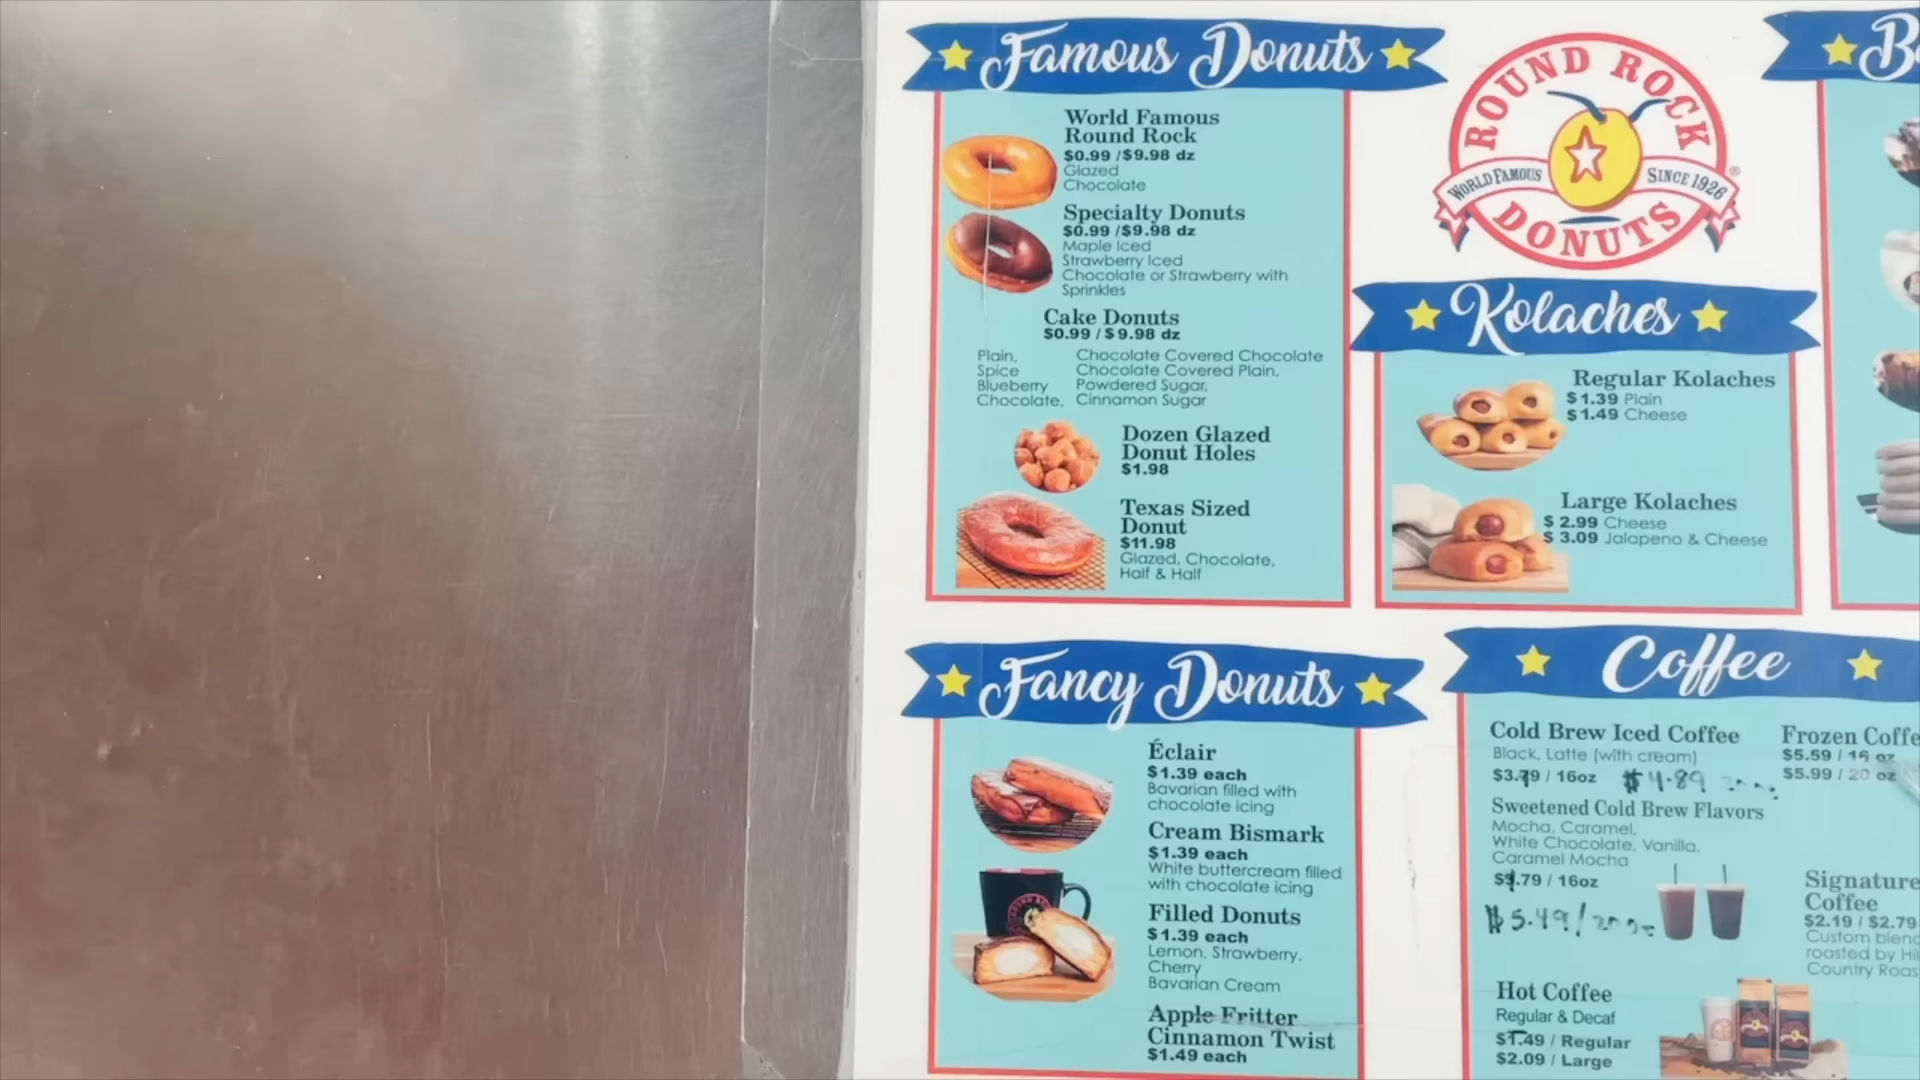 Famous Donuts
World Famous
Round Rock
$0.99 / $9.98 dz
Glazed
Chocolate
Specialty Donuts
$0.99 / $9.98 dz
Maple Iced
Strawberry Iced
Chocolate or Strawberry with
Sprinkles
Cake Donuts
$0.99 / $9.98 dz
Plain, Chocolate Covered Chocolate
Spice Chocolate Covered Plain,
Blueberry Powdered Sugar,
Chocolate, Cinnamon Sugar
Dozen Glazed
Donut Holes
$1.98
Texas Sized
Donut
$11.98
Glazed, Chocolate,
Half & Half
ROUND ROCK
WORLD FAMOUS SINCE 1926
DONUTS
®
Kolaches
Regular Kolaches
$1.39 Plain
$1.49 Cheese
Large Kolaches
$2.99 Cheese
$3.09 Jalapeno & Cheese
Fancy Donuts
Éclair
$1.39 each
Bavarian filled with
chocolate icing
Cream Bismark
$1.39 each
White buttercream filled
with chocolate icing
Filled Donuts
$1.39 each
Lemon, Strawberry,
Cherry
Bavarian Cream
Apple Fritter
Cinnamon Twist
$1.49 each
Coffee
Cold Brew Iced Coffee
Black, Latte (with cream)
$3.79 / 16oz $4.89
Sweetened Cold Brew Flavors
Mocha, Caramel,
White Chocolate, Vanilla,
Caramel Mocha
/ 16oz
$5.49/
Hot Coffee
Regular & Decaf
$1.49 / Regular
$2.09 / Large
Frozen Coffe
$5.59 / 16 oz
$5.99 / 20 oz
Signature
Coffee
$2.19 / $2.79
Custom blend
roasted by Hil
Country Roas